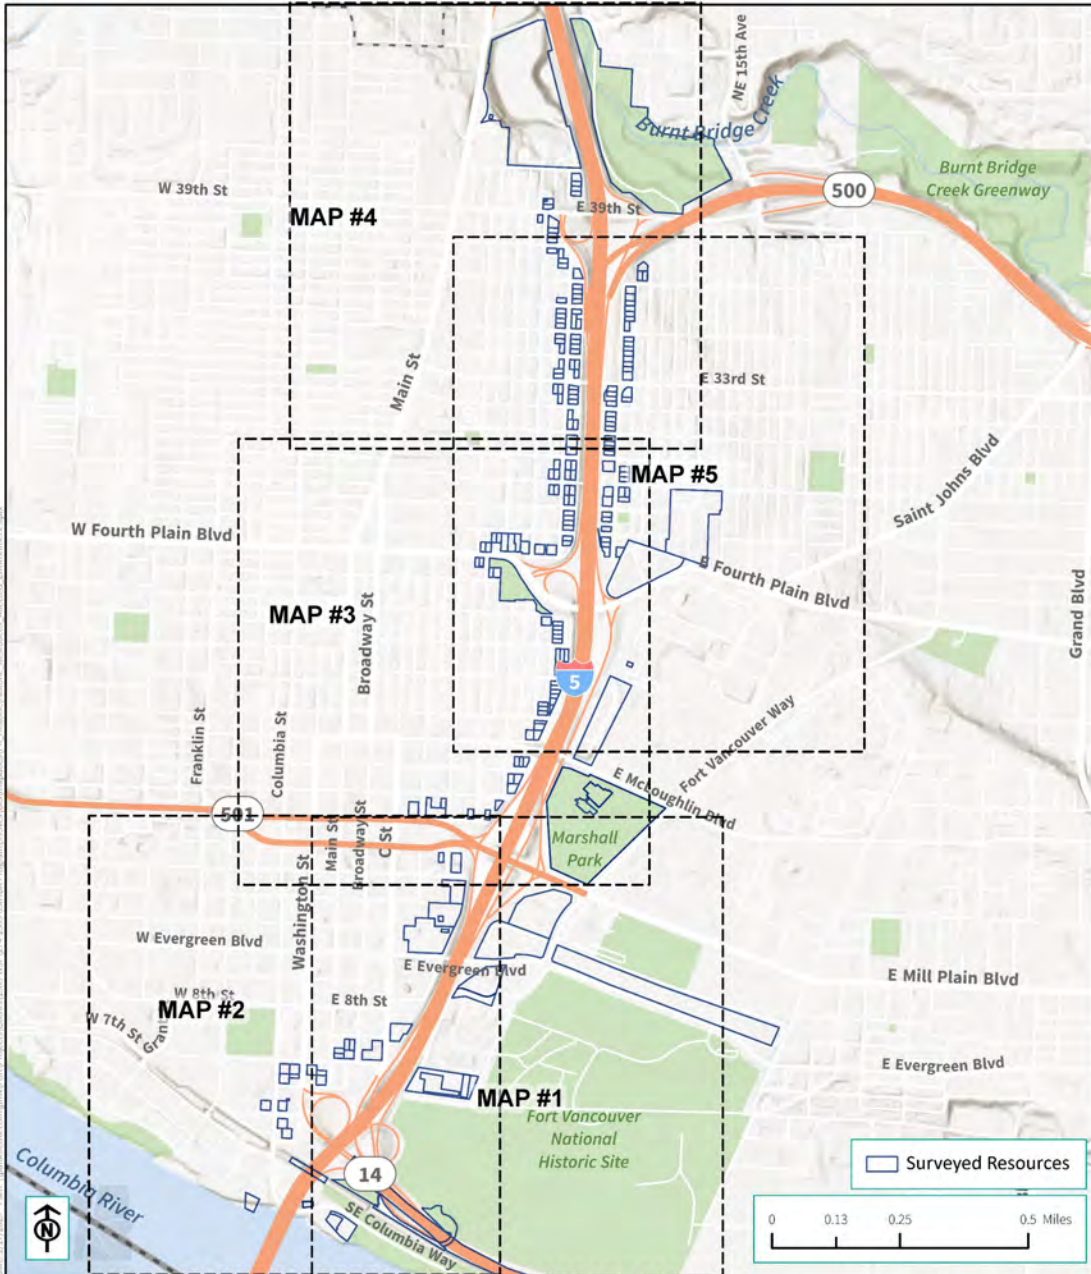 NE 15th Ave
Burnt Bridge Creek
Burnt Bridge
Creek Greenway
500
W 39th St
E 39th St
MAP #4
Main St
E 33rd St
MAP #5
Saint Johns Blvd
W Fourth Plain Blvd
E Fourth Plain Blvd
Grand Blvd
MAP #3
Broadway St
5
Franklin St
Columbia St
Fort Vancouver Way
E McLoughlin Blvd
501
Main St
Broadway St
C St
Marshall
Park
Washington St
W Evergreen Blvd
E Evergreen Blvd
E Mill Plain Blvd
W 8th St
E 8th St
MAP #2
W 7th St
Grant
E Evergreen Blvd
MAP #1
Fort Vancouver
National
Historic Site
Columbia River
14
SE Columbia Way
Surveyed Resources
N
0 0.13 0.25 0.5 Miles